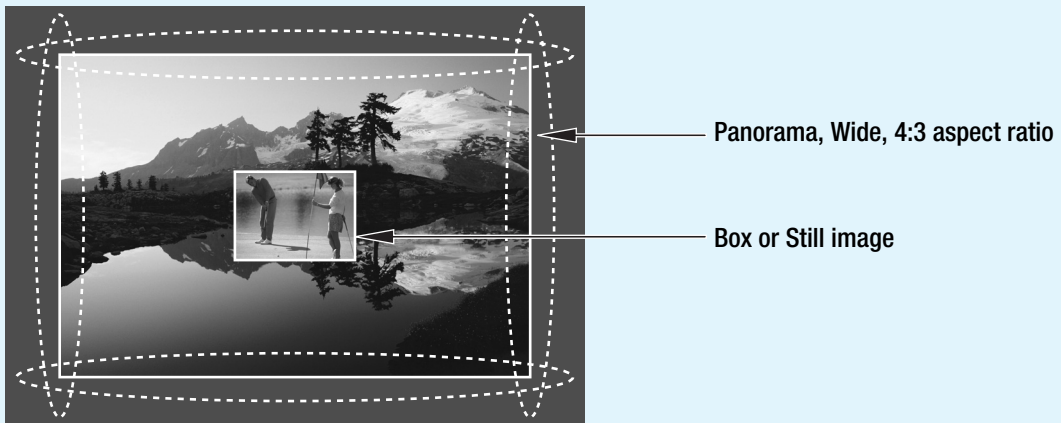 Panorama, Wide, 4:3 aspect ratio
Box or Still image